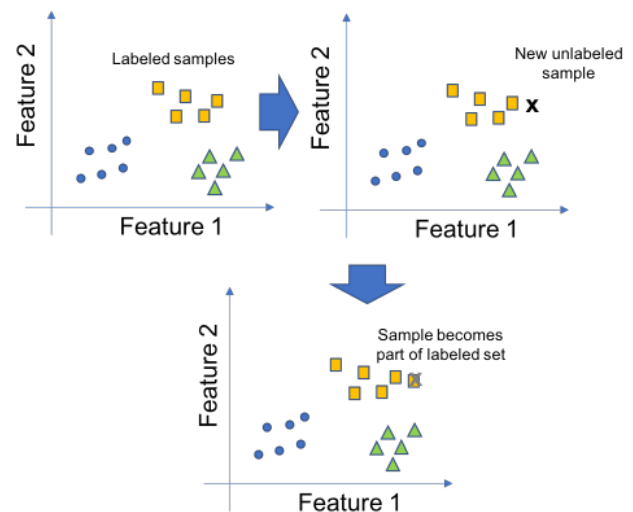 Feature 2
Labeled samples
Feature 1
Feature 2
New unlabeled
sample
x
Feature 1
Feature 2
Sample becomes
part of labeled set
x
Feature 1